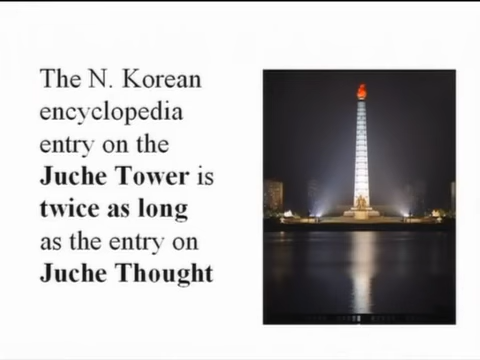 The N. Korean
encyclopedia
entry on the
Juche Tower is
twice as long
as the entry on
Juche Thought